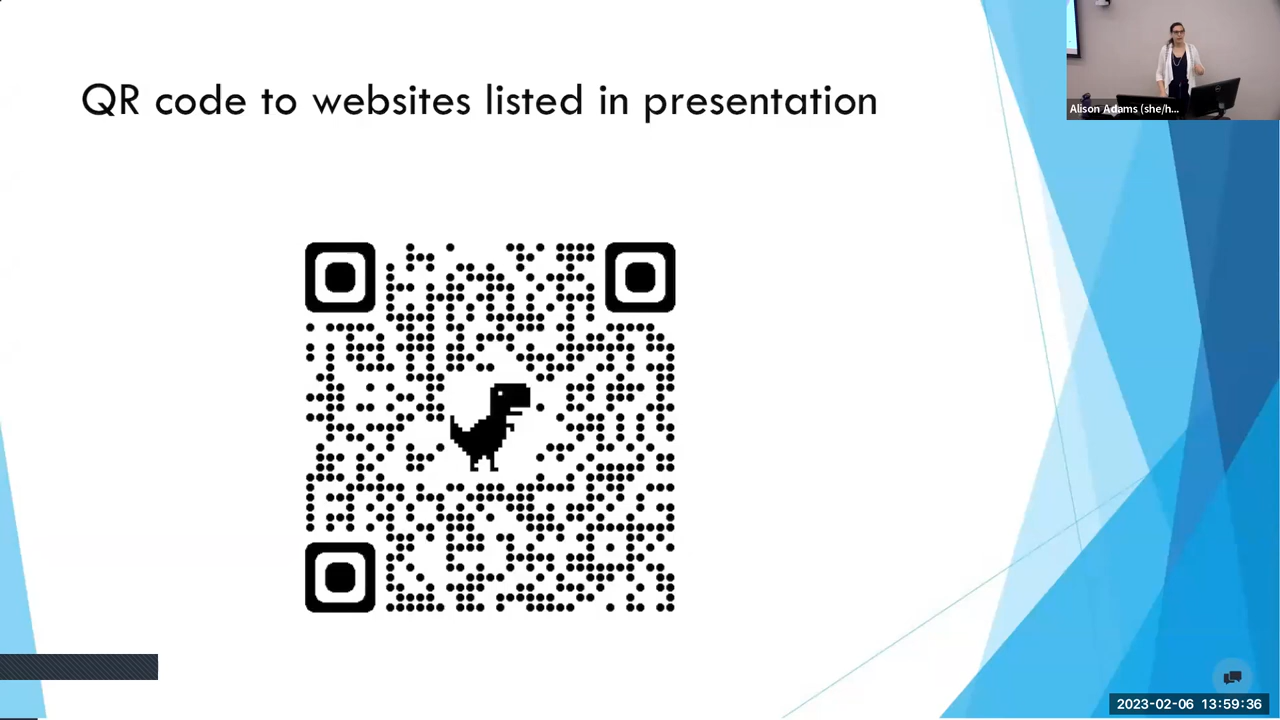 QR code to websites listed in presentation
Alison Adams (she/h...
2023-02-06 13:59:36